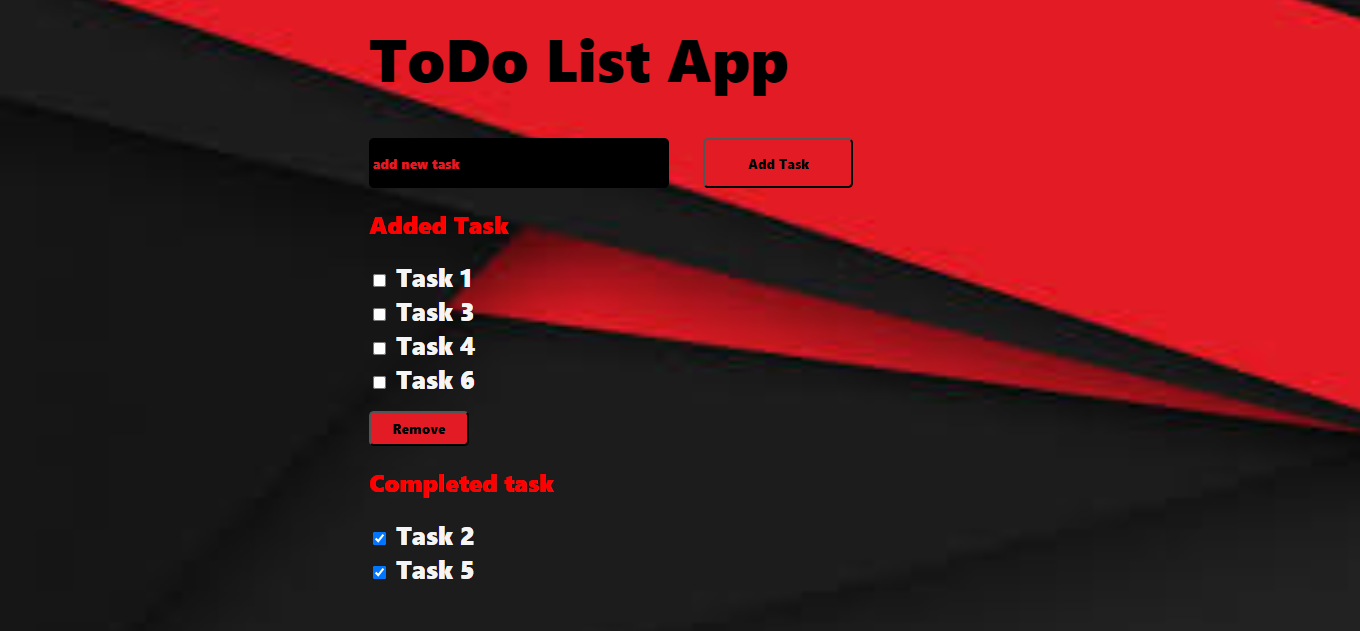 ToDo List App
add new task
Add Task
Added Task
Task 1
Task 3
Task 4
Task 6
Remove
Completed task
Task 2
Task 5